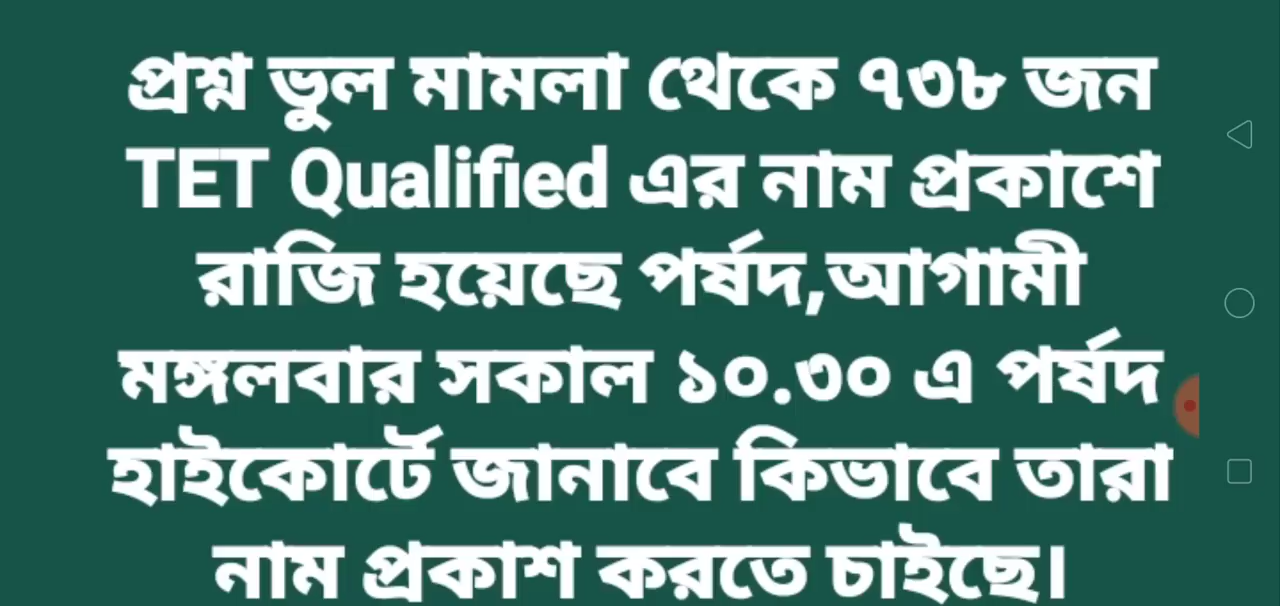 প্রশ্ন ভুল মামলা থেকে ৭৩৮ জন
TET Qualified এর নাম প্রকাশে
রাজি হয়েছে পর্ষদ,আগামী
মঙ্গলবার সকাল ১০.৩০ এ পর্ষদ
হাইকোর্টে জানাবে কিভাবে তারা
নাম প্রকাশ করতে চাইছে।